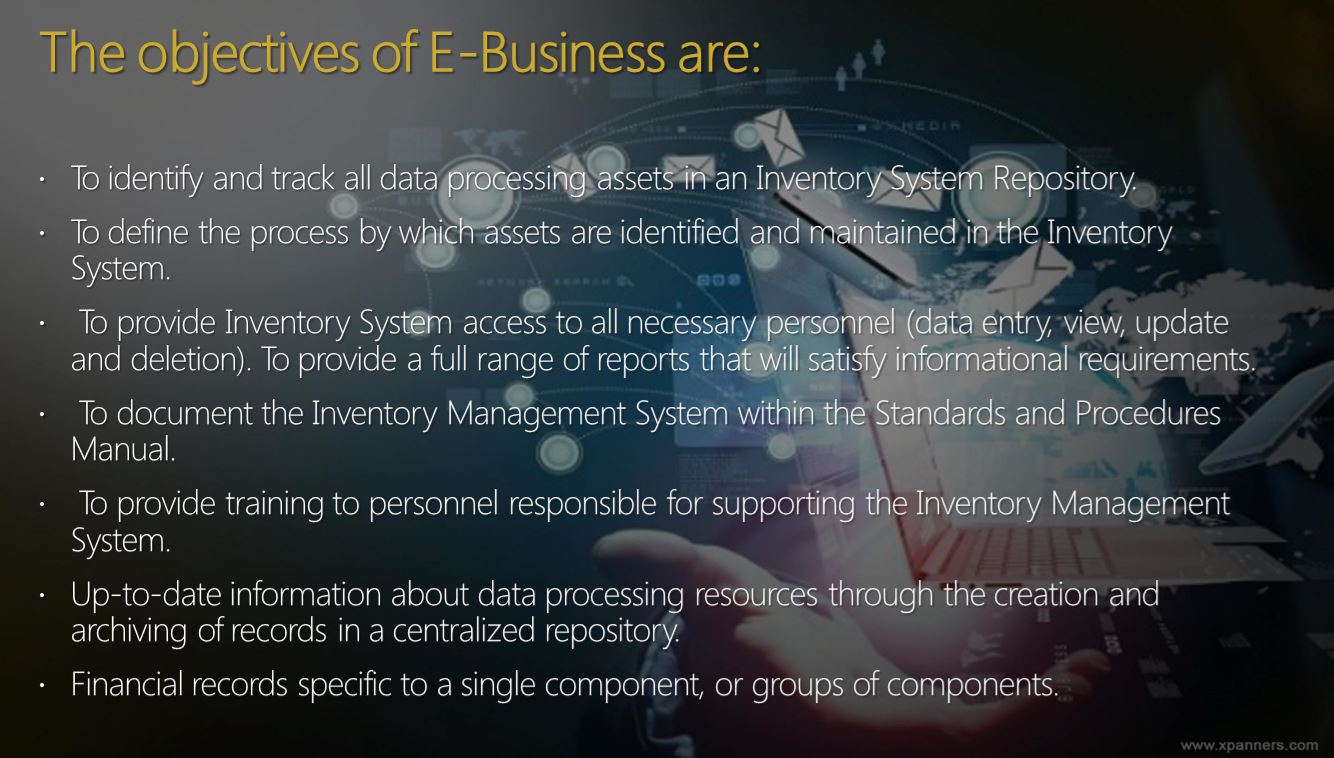 The objectives of E-Business are:
• To identify and track all data processing assets in an Inventory System Repository.
• To define the process by which assets are identified and maintained in the Inventory
System.
• To provide Inventory System access to all necessary personnel (data entry, view, update
and deletion). To provide a full range of reports that will satisfy informational requirements.
• To document the Inventory Management System within the Standards and Procedures
Manual.
• To provide training to personnel responsible for supporting the Inventory Management
System.
• Up-to-date information about data processing resources through the creation and
archiving of records in a centralized repository.
• Financial records specific to a single component, or groups of components.
www.xpanners.com